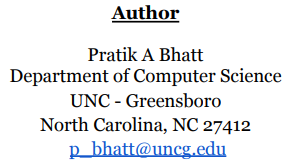 Author
Pratik A Bhatt
Department of Computer Science
UNC - Greensboro
North Carolina, NC 27412
p_bhatt@uncg.edu